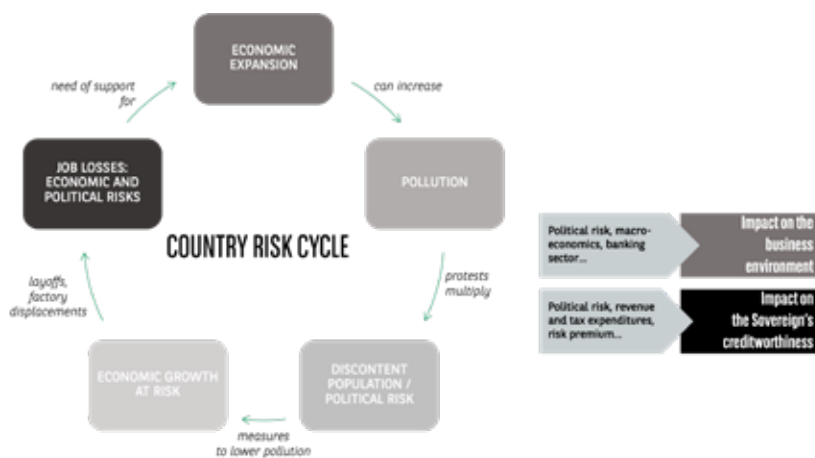 ECONOMIC
EXPANSION
can increase
POLLUTION
protests
multiply
DISCONTENT
POPULATION /
POLITICAL RISK
measures
to lower pollution
ECONOMIC GROWTH
AT RISK
layoffs,
factory
displacements
JOB LOSSES:
ECONOMIC AND
POLITICAL RISKS
need of support
for
COUNTRY RISK CYCLE
Political risk, macro-
economics, banking
sector...
Impact on the
business
environment
Political risk, revenue
and tax expenditures,
risk premium...
Impact on
the Sovereign's
creditworthiness